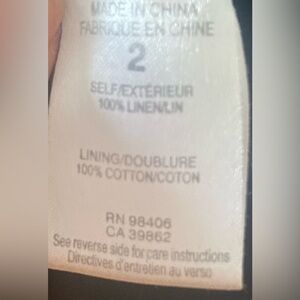 MADE IN CHINA
FABRIQUE EN CHINE
2
SELF/EXTÉRIEUR
100% LINEN/LIN
LINING/DOUBLURE
100% COTTON/COTON
RN 98406
CA 39862
See reverse side for care instructions
Directives d'entretien au verso